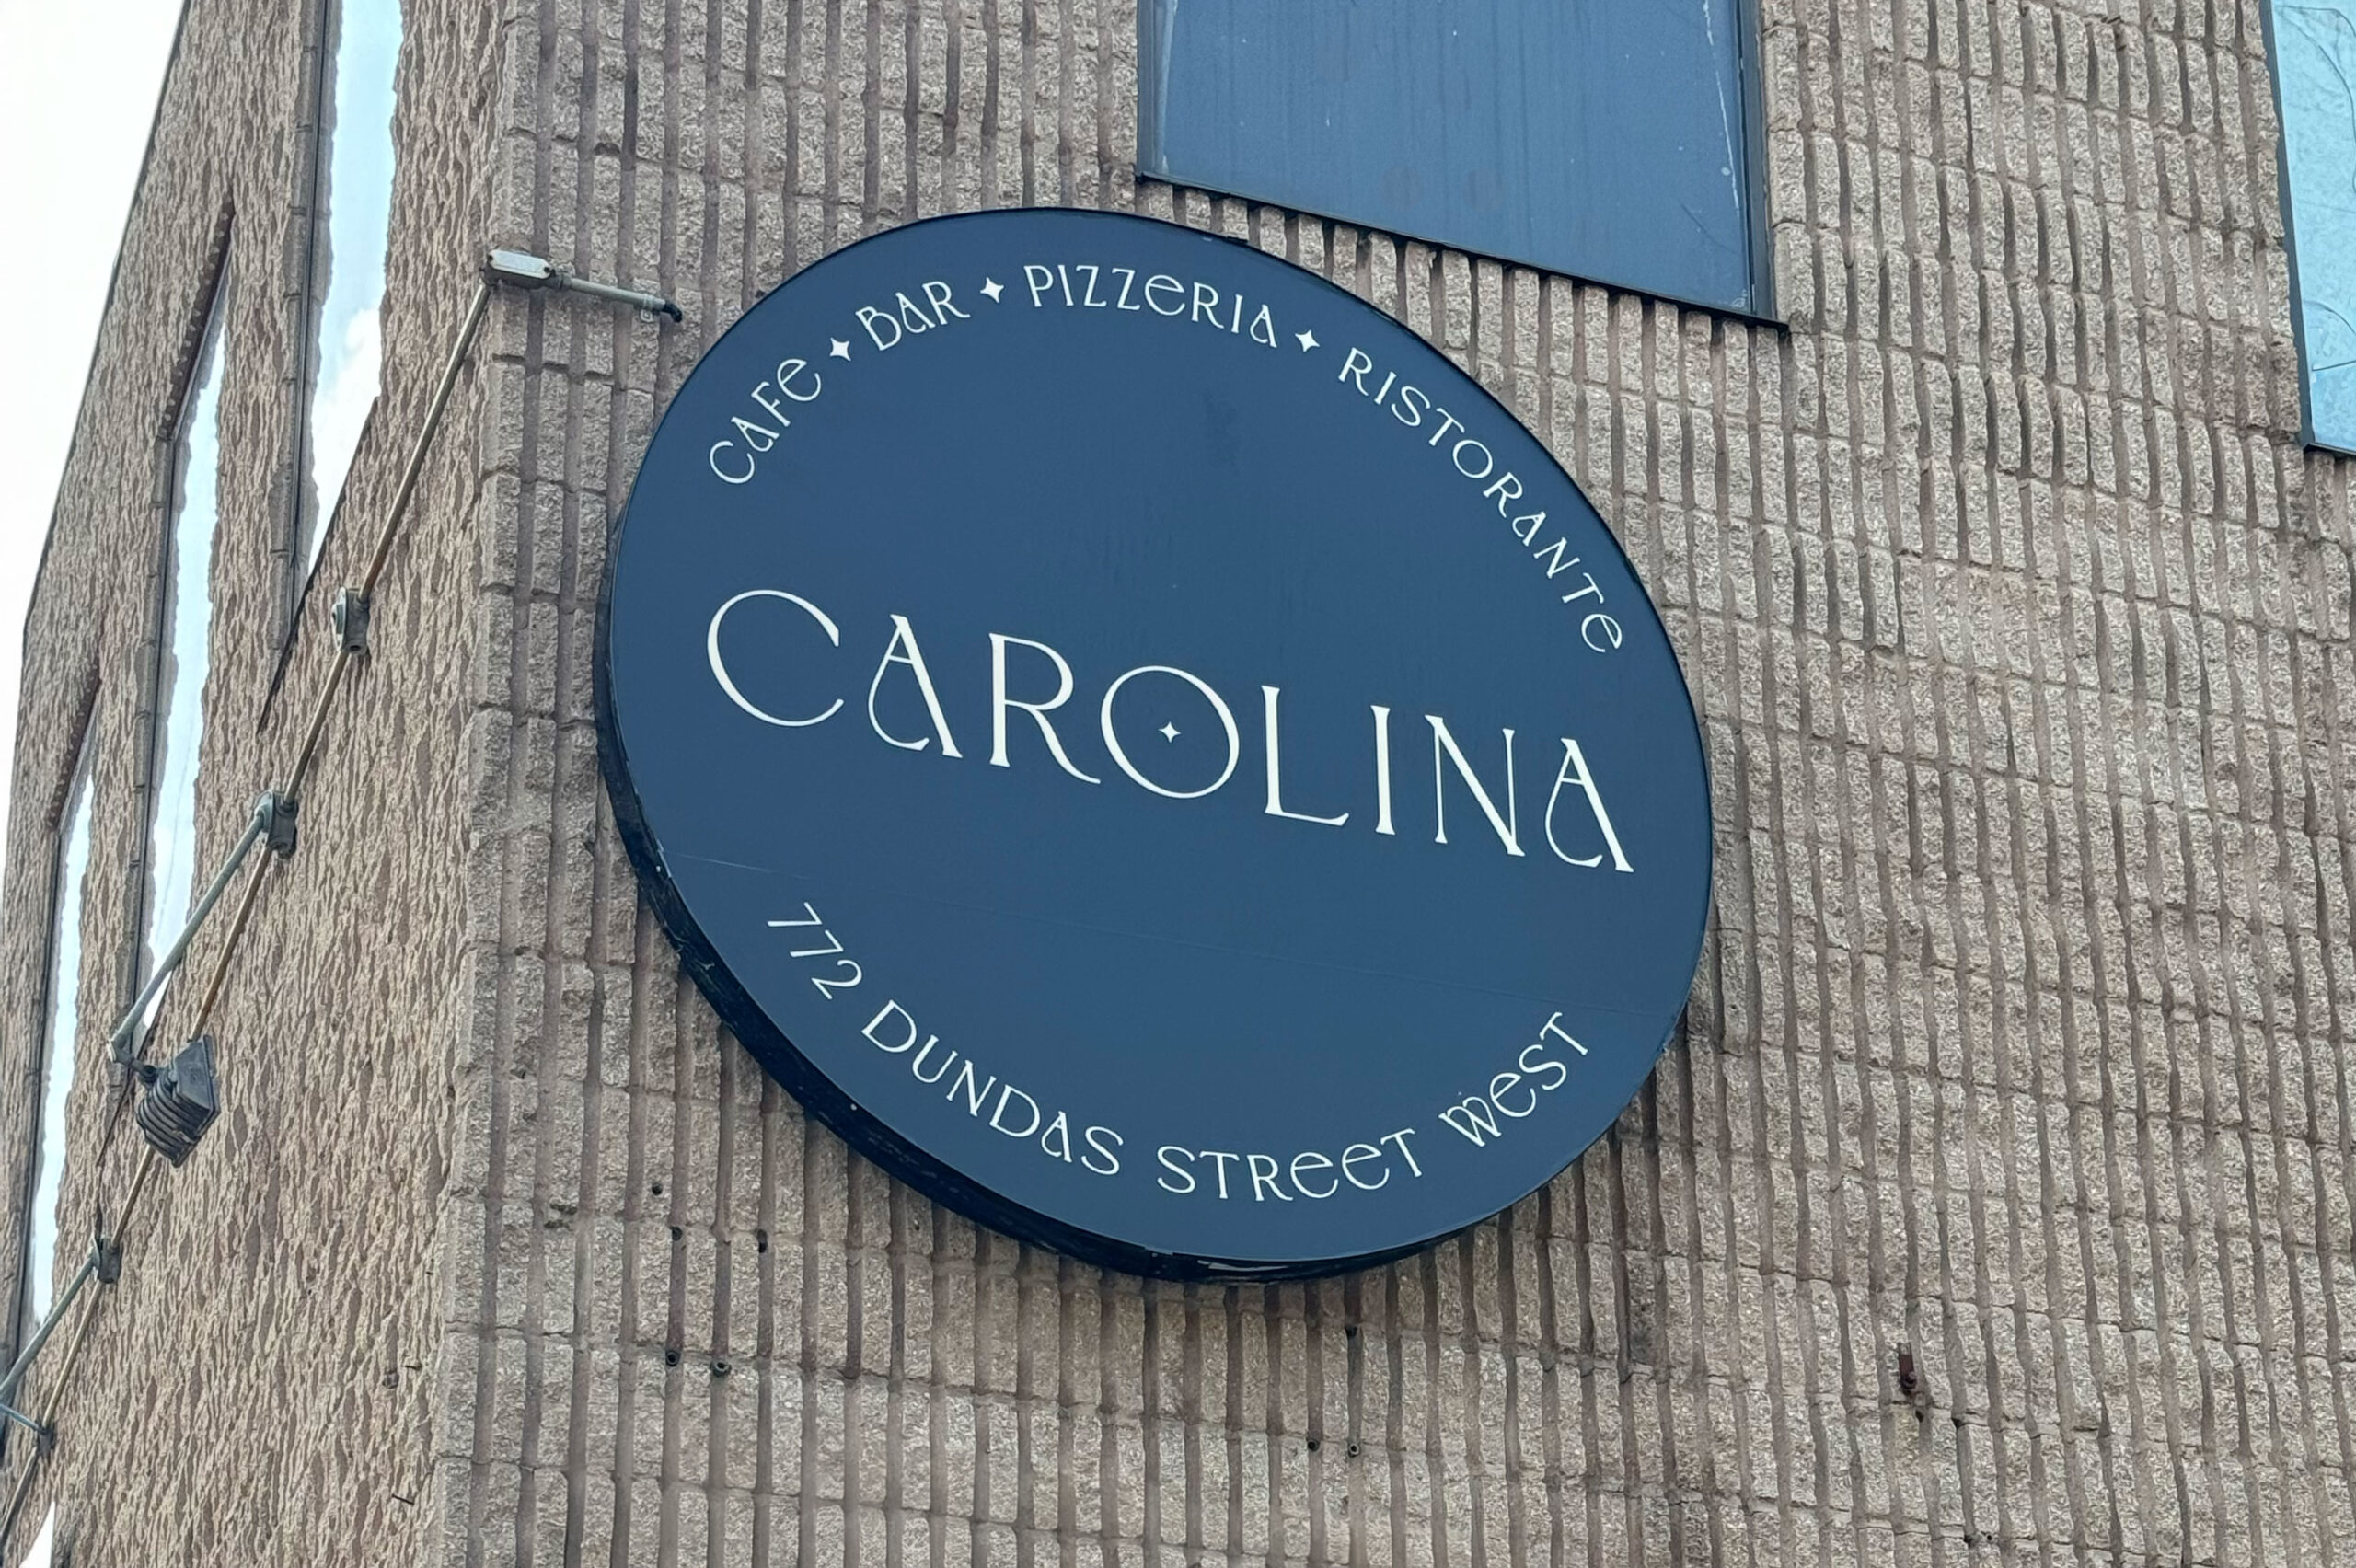 CAFE ✦ BAR ✦ PIZZERIA ✦ RISTORANTE
CAROLINA
772 DUNDAS STREET WEST